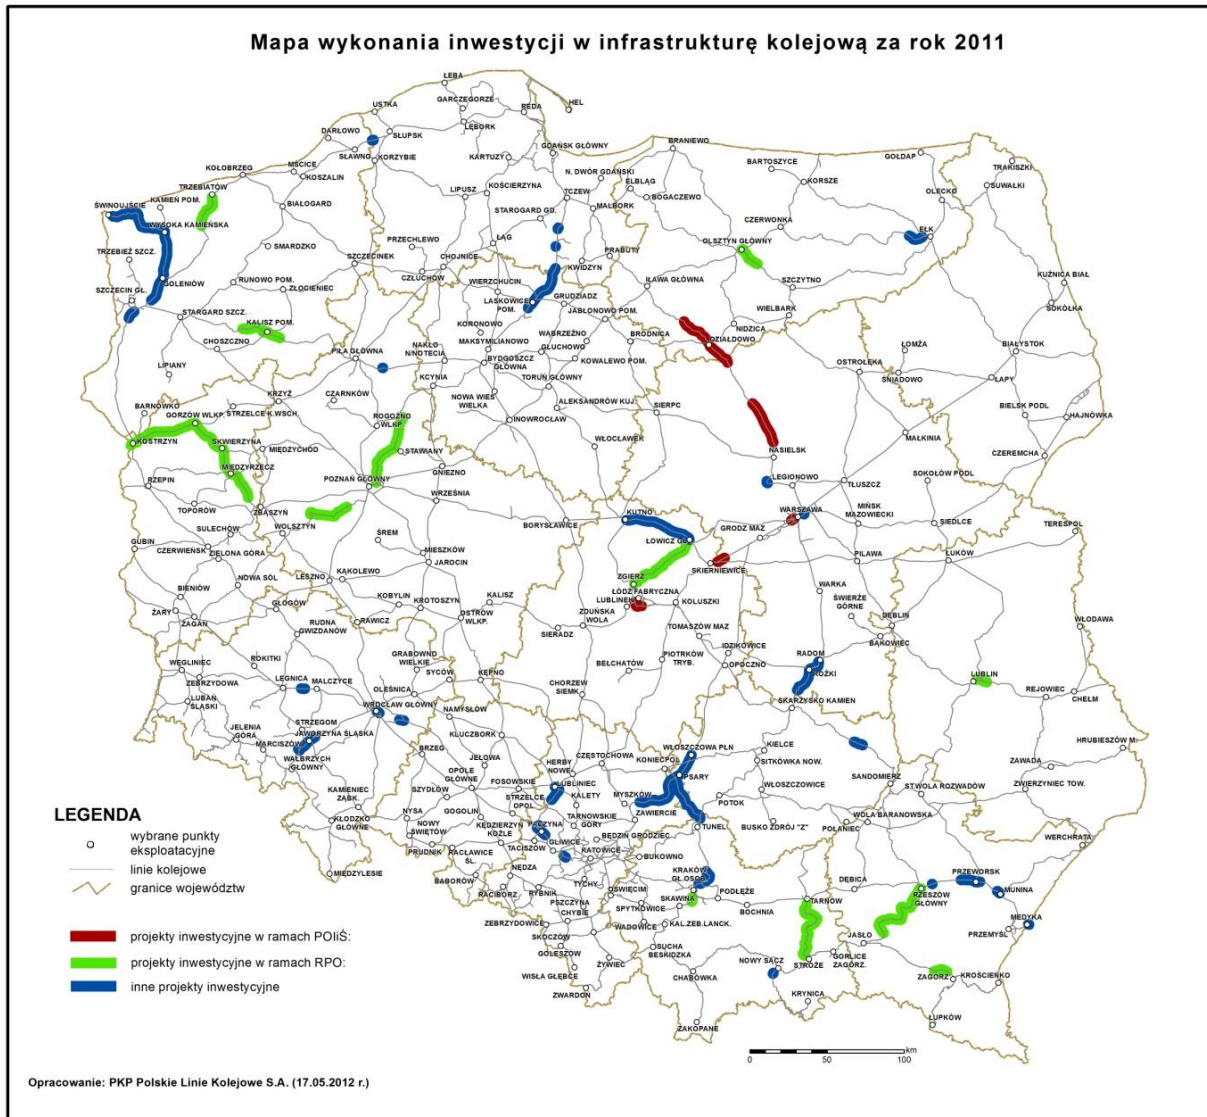 Mapa wykonania inwestycji w infrastrukturę kolejową za rok 2011
ŁEBA
USTKA
GARCZEGORZE
REDA
HEL
DARŁOWO
SŁUPSK
LĘBORK
SŁAWNO
KORZYBIE
KARTUZY
GDAŃSK GŁÓWNY
BRANIEWO
BARTOSZYCE
GOŁDAP
TRAKISZKI
KOŁOBRZEG
MŚCICE
KOSZALIN
N. DWÓR GDAŃSKI
ELBLĄG
KORSZE
OLECKO
SUWAŁKI
TRZEBIATÓW
LIPUSZ
KOŚCIERZYNA
TCZEW
BOGACZEWO
ŚWINOUJŚCIE
KAMIEŃ POM.
BIAŁOGARD
STAROGARD GD.
MALBORK
CZERWONKA
WYSOKA KAMIEŃSKA
EŁK
TRZEBIEŻ SZCZ.
SMARDZKO
PRZECHLEWO
ŁĄG
OLSZTYN GŁÓWNY
PRABUTY
SZCZECINEK
CHOJNICE
CZŁUCHÓW
KWIDZYN
IŁAWA GŁÓWNA
SZCZYTNO
KUŹNICA BIAŁ
GOLENIÓW
RUNOWO POM.
ZŁOCIENIEC
WIERZCHUCIN
SZCZECIN GŁ.
LASKOWICE POM.
GRUDZIĄDZ
JABŁONOWO POM.
WIELBARK
SOKÓŁKA
STARGARD SZCZ.
KALISZ POM.
KORONOWO
NIDZICA
WĄBRZEŹNO
BRODNICA
DZIAŁDOWO
CHOSZCZNO
MAKSYMILIANOWO
GŁUCHOWO
ŁOMŻA
BIAŁYSTOK
PIŁA GŁÓWNA
NAKŁO N/NOTECIĄ
BYDGOSZCZ GŁÓWNA
KOWALEWO POM.
OSTROŁĘKA
LIPIANY
ŚNIADOWO
ŁAPY
KCYNIA
TORUŃ GŁÓWNY
KRZYŻ
CZARNKÓW
NOWA WIEŚ WIELKA
ALEKSANDRÓW KUJ.
BARNÓWKO
STRZELCE K.WSCH.
SIERPC
BIELSK PODL
HAJNÓWKA
GORZÓW WLKP.
ROGOŹNO WLKP.
INOWROCŁAW
MAŁKINIA
KOSTRZYN
SKWIERZYNA
MIĘDZYCHÓD
STAWIANY
WŁOCŁAWEK
NASIELSK
CZEREMCHA
MIĘDZYRZECZ
GNIEZNO
RZEPIN
POZNAŃ GŁÓWNY
LEGIONOWO
TŁUSZCZ
SOKOŁÓW PODL
WRZEŚNIA
TOPORÓW
ZBĄSZYŃ
KUTNO
WARSZAWA
MIŃSK MAZOWIECKI
SULECHÓW
WOLSZTYN
BORYSŁAWICE
GRODZ MAZ
SIEDLCE
TERESPOL
GUBIN
ŚREM
ŁOWICZ GŁ.
CZERWIEŃSK
ZIELONA GÓRA
MIESZKÓW
JAROCIN
SKIERNIEWICE
PILAWA
ŁUKÓW
NOWA SÓL
LESZNO
KĄKOLEWO
ZGIERZ
BIENIÓW
ŁÓDŹ FABRYCZNA
WARKA
KOBYLIN
KROTOSZYN
KALISZ
LUBLINEK
KOLUSZKI
ŚWIERŻE GÓRNE
ŻARY
GŁOGÓW
ŻAGAŃ
RUDNA GWIZDANÓW
RAWICZ
OSTRÓW WLKP.
ZDUŃSKA WOLA
SIERADZ
DĘBLIN
WŁODAWA
TOMASZÓW MAZ
BĄKOWIEC
WĘGLINIEC
ROKITKI
GRABOWNO WIELKIE
PIOTRKÓW TRYB.
IDZIKOWICE
RADOM
ZEBRZYDOWA
BEŁCHATÓW
OPOCZNO
ROŻKI
LUBLIN
LEGNICA
MALCZYCE
SYCÓW
KĘPNO
LUBAŃ ŚLĄSKI
OLEŚNICA
CHORZEW SIEMK
REJOWIEC
CHEŁM
WROCŁAW GŁÓWNY
NAMYSŁÓW
SKARŻYSKO KAMIEN
STRZEGOM
JELENIA GÓRA
JAWORZYNA ŚLĄSKA
MARCISZÓW
KLUCZBORK
WAŁBRZYCH GŁÓWNY
BRZEG
JEŁOWA
CZĘSTOCHOWA
WŁOSZCZOWA PŁN
KIELCE
HRUBIESZÓW M.
HERBY NOWE
KONIECPOL
SITKÓWKA NOW.
OPOLE GŁÓWNE
FOSOWSKIE
LUBLINIEC
PSARY
ZAWADA
SANDOMIERZ
KAMIENIEC ZĄBK.
SZYDŁÓW
STRZELCE OPOL.
KALETY
MYSZKÓW
WŁOSZCZOWICE
ZWIERZYNIEC TOW.
STWOLA ROZWADÓW
LEGENDA
NYSA
GOGOLIN
POTOK
ZAWIERCIE
KŁODZKO GŁÓWNE
NOWY ŚWIĘTÓW
KĘDZIERZYN KOŹLE
PACZYNA
TARNOWSKIE GÓRY
TUNEL
BUSKO ZDRÓJ "Z"
POŁANIEC
WOLA BARANOWSKA
wybrane punkty
eksploatacyjne
PRUDNIK
RACŁAWICE ŚL.
TACISZÓW
GLIWICE
BĘDZIN GRODZIEC
WERCHRATA
KATOWICE
BUKOWNO
linie kolejowe
MIĘDZYLESIE
BABORÓW
NĘDZA
KRAKÓW GŁ.OSOB.
DĘBICA
PRZEWORSK
granice województw
RACIBÓRZ
RYBNIK
TYCHY
OŚWIĘCIM
PODŁĘŻE
TARNÓW
RZESZÓW GŁÓWNY
MUNINA
PSZCZYNA
SPYTKOWICE
SKAWINA
BOCHNIA
MEDYKA
ZEBRZYDOWICE
CHYBIE
WADOWICE
KAL.ZEB.LANCK.
PRZEMYŚL
projekty inwestycyjne w ramach POIiŚ:
SKOCZÓW
JASŁO
GOLESZÓW
SUCHA BESKIDZKA
GORLICE ZAGÓRZ.
projekty inwestycyjne w ramach RPO:
ŻYWIEC
NOWY SĄCZ
STRÓŻE
WISŁA GŁĘBCE
CHABÓWKA
ZAGÓRZ
KROŚCIENKO
inne projekty inwestycyjne
ZWARDOŃ
KRYNICA
ŁUPKÓW
ZAKOPANE
km
0 50 100
Opracowanie: PKP Polskie Linie Kolejowe S.A. (17.05.2012 r.)